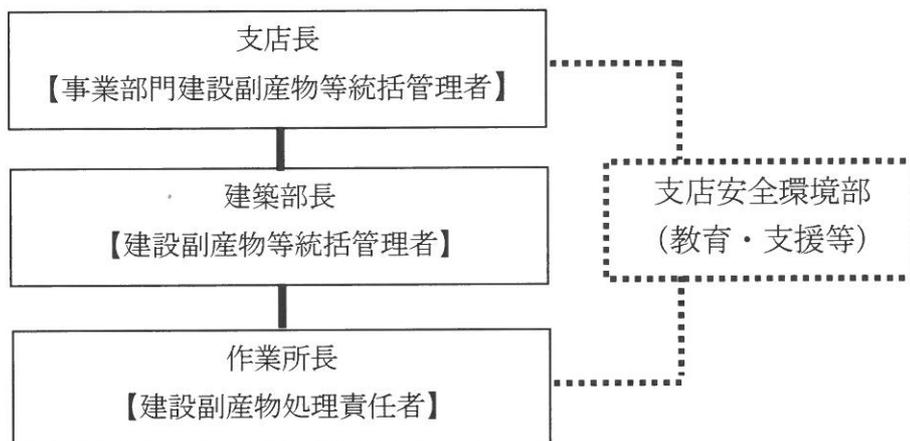 支店長
【事業部門建設副産物等統括管理者】
建築部長
【建設副産物等統括管理者】
作業所長
【建設副産物処理責任者】
支店安全環境部
（教育・支援等）